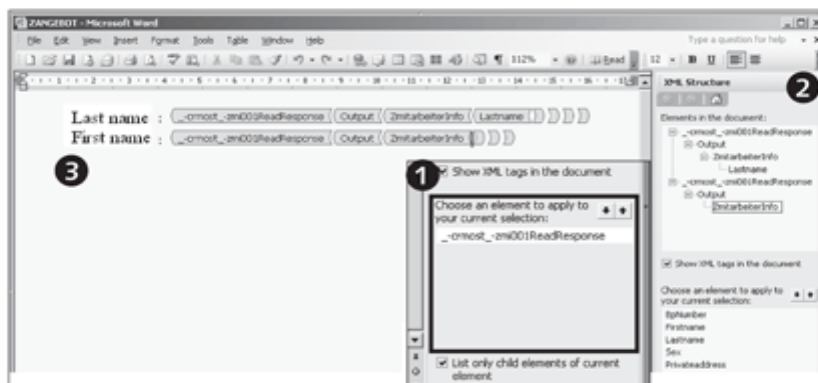 ZANGEBOT - Microsoft Word
File Edit View Insert Format Tools Table Window Help
Type a question for help
112%
Read
12
B U
XML Structure
2
Elements in the document:
_-crmost_-zmi001ReadResponse
Output
ZmitarbeiterInfo
Lastname
_-crmost_-zmi001ReadResponse
Output
ZmitarbeiterInfo
Show XML tags in the document
Choose an element to apply to
your current selection:
BpNumber
Firstname
Lastname
Sex
Privateaddress
Last name : _-crmost_-zmi001ReadResponse Output ZmitarbeiterInfo Lastname
First name : _-crmost_-zmi001ReadResponse Output ZmitarbeiterInfo
3
1
Show XML tags in the document
Choose an element to apply to
your current selection:
_-crmost_-zmi001ReadResponse
List only child elements of current
element